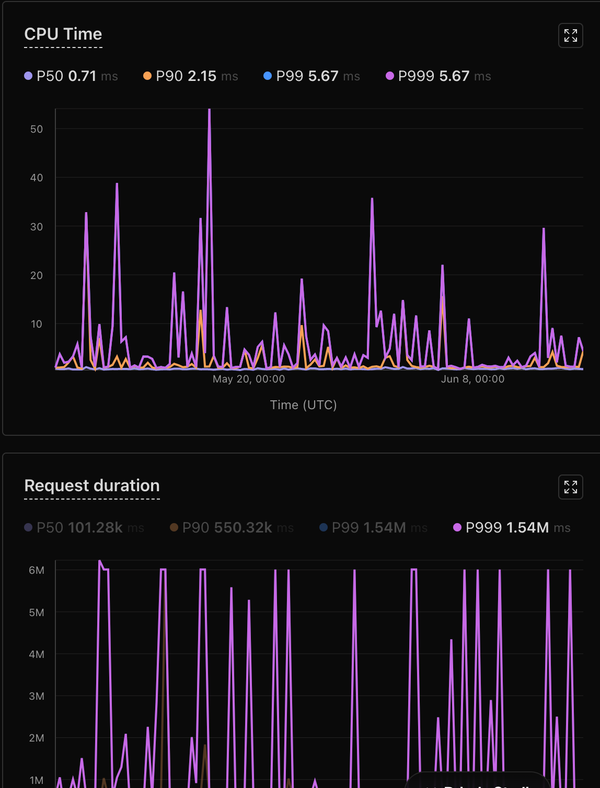 CPU Time
P50 0.71 ms P90 2.15 ms P99 5.67 ms P999 5.67 ms
50
40
30
20
10
May 20, 00:00 Jun 8, 00:00
Time (UTC)
Request duration
P50 101.28k ms P90 550.32k ms P99 1.54M ms P999 1.54M ms
6M
5M
4M
3M
2M
1M